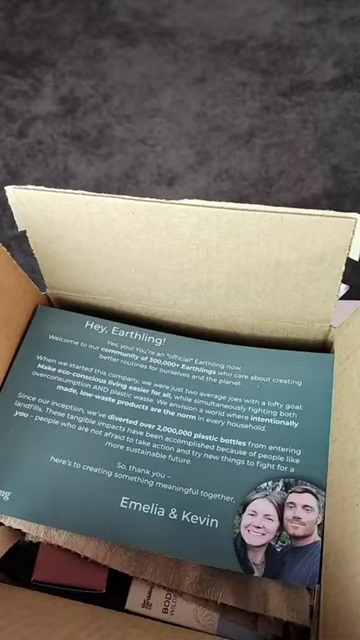 Hey, Earthling!
Yes, you! You're an "official" Earthling now.
Welcome to our community of 300,000+ Earthlings who care about creating
better routines for ourselves and the planet.
When we started this company, we were just two average joes with a lofty goal:
Make eco-conscious living easier for all, while simultaneously fighting both
overconsumption AND plastic waste. We envision a world where intentionally
made, low-waste products are the norm in every household.
Since our inception, we've diverted over 2,000,000 plastic bottles from entering
landfills. These tangible impacts have been accomplished because of people like
you – people who are not afraid to take action and try new things to fight for a
more sustainable future.
So, thank you –
here's to creating something meaningful together,
Emelia & Kevin
the
earthling
co.
BOD
WILD